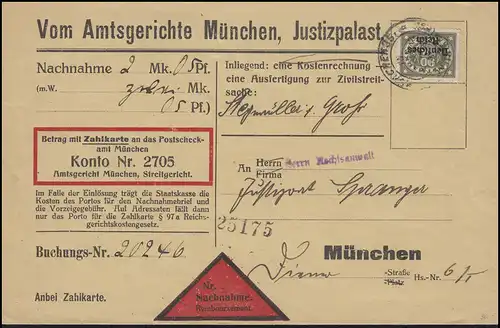 Vom Amtsgerichte München, Justizpalast.
Nachnahme 2 Mk. 05 Pf.
(m.W. zwei Mk.
05 Pf.)
Inliegend: eine Kostenrechnung
eine Ausfertigung zur Zivilstreit-
sache:
Deutsches
Reich
Betrag mit Zahlkarte an das Postscheck-
amt München
Konto Nr. 2705
Amtsgericht München, Streitgericht.
Im Falle der Einlösung trägt die Staatskasse die
Kosten des Portos für den Nachnahmebrief und
die Vorzeigegebühr. Auf Adressaten fällt dann
nur das Porto für die Zahlkarte § 97a Reichs-
gerichtskostengesetz.
An Herrn Herrn Rechtsanwalt
Firma
Justizrat
25175
Buchungs-Nr. 20246
München
Straße
Platz
Hs.-Nr. 6/II
Nr.
Nachnahme.
Anbei Zahlkarte.